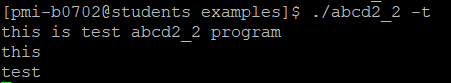 [pmi-b0702@students examples]$ ./abcd2_2 -t
this is test abcd2_2 program
this
test